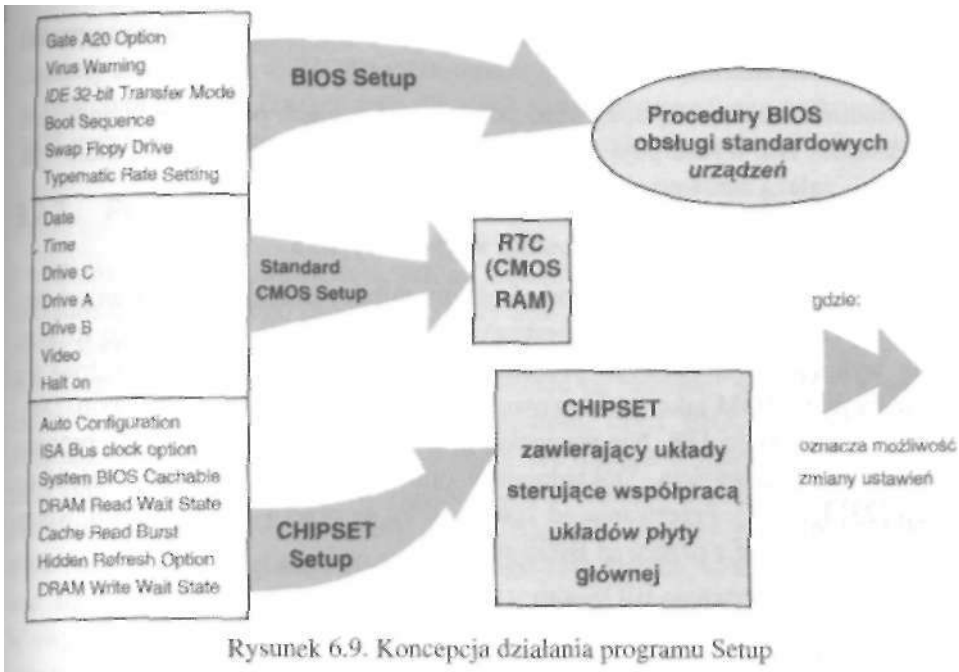 Gate A20 Option
Virus Warning
IDE 32-bit Transfer Mode
Boot Sequence
Swap Flopy Drive
Typematic Rate Setting
BIOS Setup
Procedury BIOS
obsługi standardowych
urządzeń
Date
Time
Drive C
Drive A
Drive B
Video
Halt on
Standard
CMOS Setup
RTC
(CMOS
RAM)
gdzie:
oznacza możliwość
zmiany ustawień
Auto Configuration
ISA Bus clock option
System BIOS Cachable
DRAM Read Wait State
Cache Read Burst
Hidden Refresh Option
DRAM Write Wait State
CHIPSET
Setup
CHIPSET
zawierający układy
sterujące współpracą
układów płyty
głównej
Rysunek 6.9. Koncepcja działania programu Setup